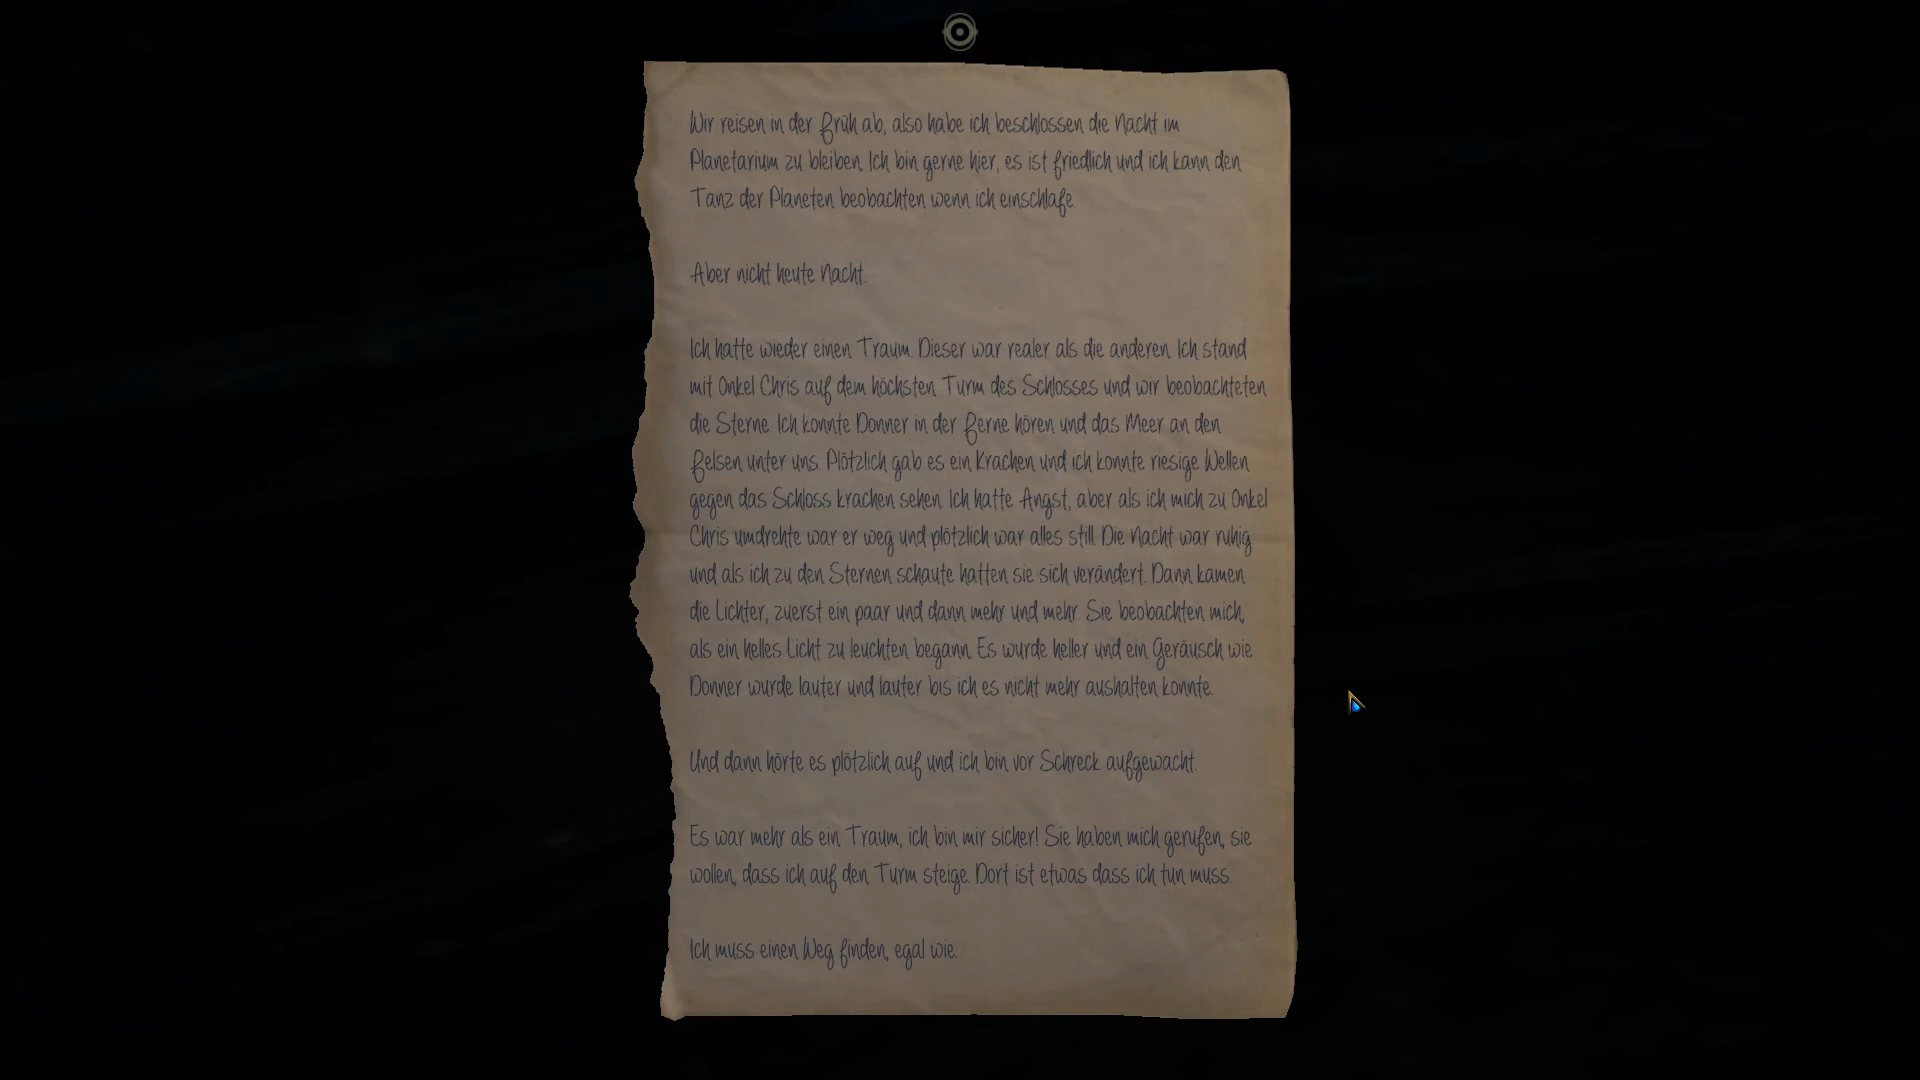 Wir reisen in der Früh ab, also habe ich beschlossen die Nacht im
Planetarium zu bleiben. Ich bin gerne hier, es ist friedlich und ich kann den
Tanz der Planeten beobachten wenn ich einschlafe.
Aber nicht heute Nacht.
Ich hatte wieder einen Traum. Dieser war realer als die anderen. Ich stand
mit Onkel Chris auf dem höchsten Turm des Schlosses und wir beobachteten
die Sterne. Ich konnte Donner in der Ferne hören und das Meer an den
Felsen unter uns. Plötzlich gab es ein Krachen und ich konnte riesige Wellen
gegen das Schloss krachen sehen. Ich hatte Angst, aber als ich mich zu Onkel
Chris umdrehte war er weg und plötzlich war alles still. Die Nacht war ruhig
und als ich zu den Sternen schaute hatten sie sich verändert. Dann kamen
die Lichter, zuerst ein paar und dann mehr und mehr. Sie beobachten mich,
als ein helles Licht zu leuchten begann. Es wurde heller und ein Geräusch wie
Donner wurde lauter und lauter bis ich es nicht mehr aushalten konnte.
Und dann hörte es plötzlich auf und ich bin vor Schreck aufgewacht.
Es war mehr als ein Traum, ich bin mir sicher! Sie haben mich gerufen, sie
wollen, dass ich auf den Turm steige. Dort ist etwas dass ich tun muss.
Ich muss einen Weg finden, egal wie.